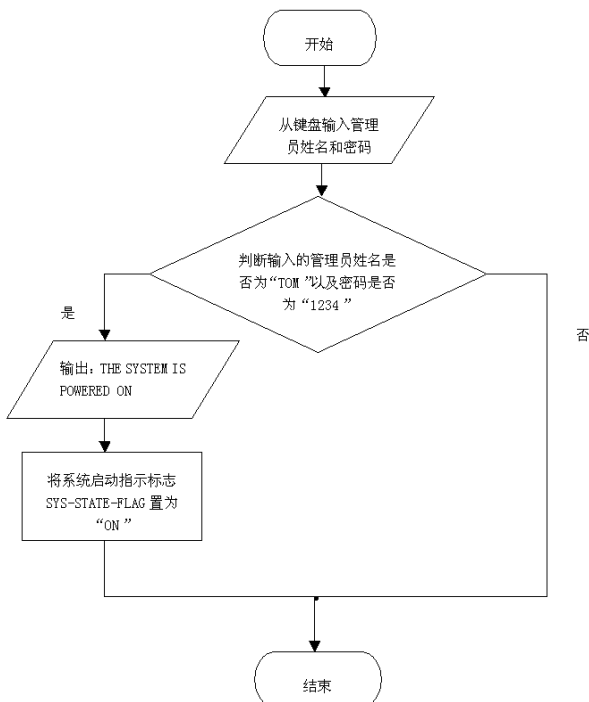 开始
从键盘输入管理
员姓名和密码
判断输入的管理员姓名是
否为“TOM”以及密码是否
为“1234”
是
否
输出：THE SYSTEM IS
POWERED ON
将系统启动指示标志
SYS-STATE-FLAG 置为
“ON”
结束